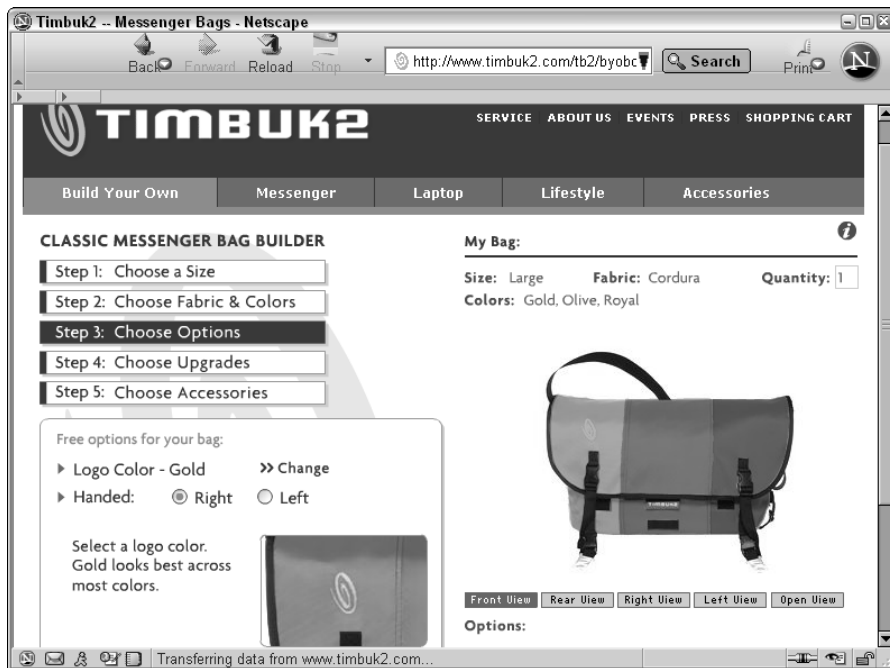 Timbuk2 -- Messenger Bags - Netscape
Back Forward Reload Stop http://www.timbuk2.com/tb2/byobc Search Print N
TIMBUK2
SERVICE ABOUT US EVENTS PRESS SHOPPING CART
Build Your Own Messenger Laptop Lifestyle Accessories
CLASSIC MESSENGER BAG BUILDER
Step 1: Choose a Size
Step 2: Choose Fabric & Colors
Step 3: Choose Options
Step 4: Choose Upgrades
Step 5: Choose Accessories
Free options for your bag:
Logo Color - Gold >> Change
Handed: Right Left
Select a logo color.
Gold looks best across
most colors.
My Bag: i
Size: Large Fabric: Cordura Quantity: 1
Colors: Gold, Olive, Royal
TIMBUK2
Front View Rear View Right View Left View Open View
Options:
Transferring data from www.timbuk2.com...